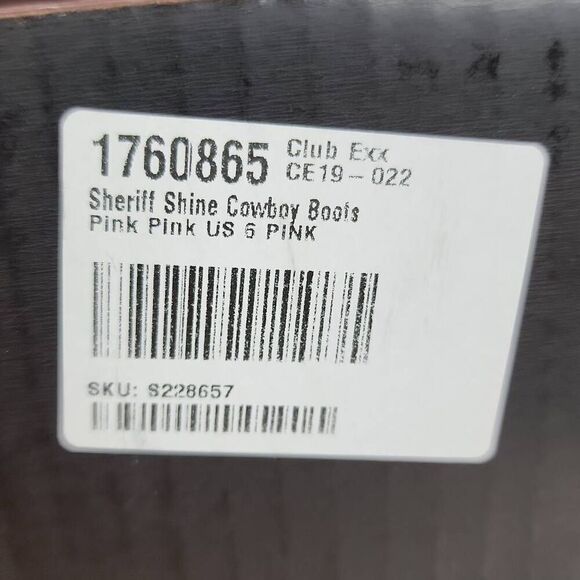 1760865 Club Exx
CE19-022
Sheriff Shine Cowboy Boots
Pink Pink US 6 PINK
SKU: S228657